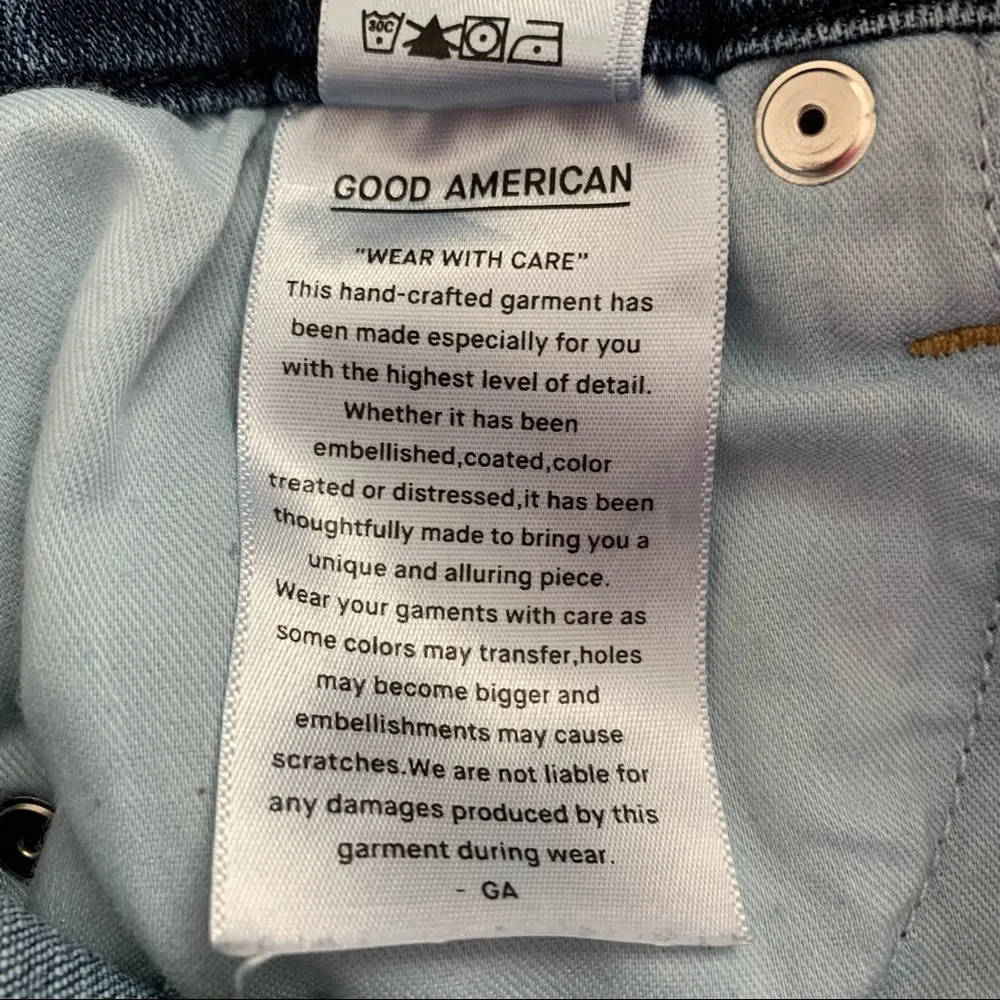 30C
GOOD AMERICAN
"WEAR WITH CARE"
This hand-crafted garment has
been made especially for you
with the highest level of detail.
Whether it has been
embellished,coated,color
treated or distressed,it has been
thoughtfully made to bring you a
unique and alluring piece.
Wear your gaments with care as
some colors may transfer,holes
may become bigger and
embellishments may cause
scratches.We are not liable for
any damages produced by this
garment during wear.
- GA